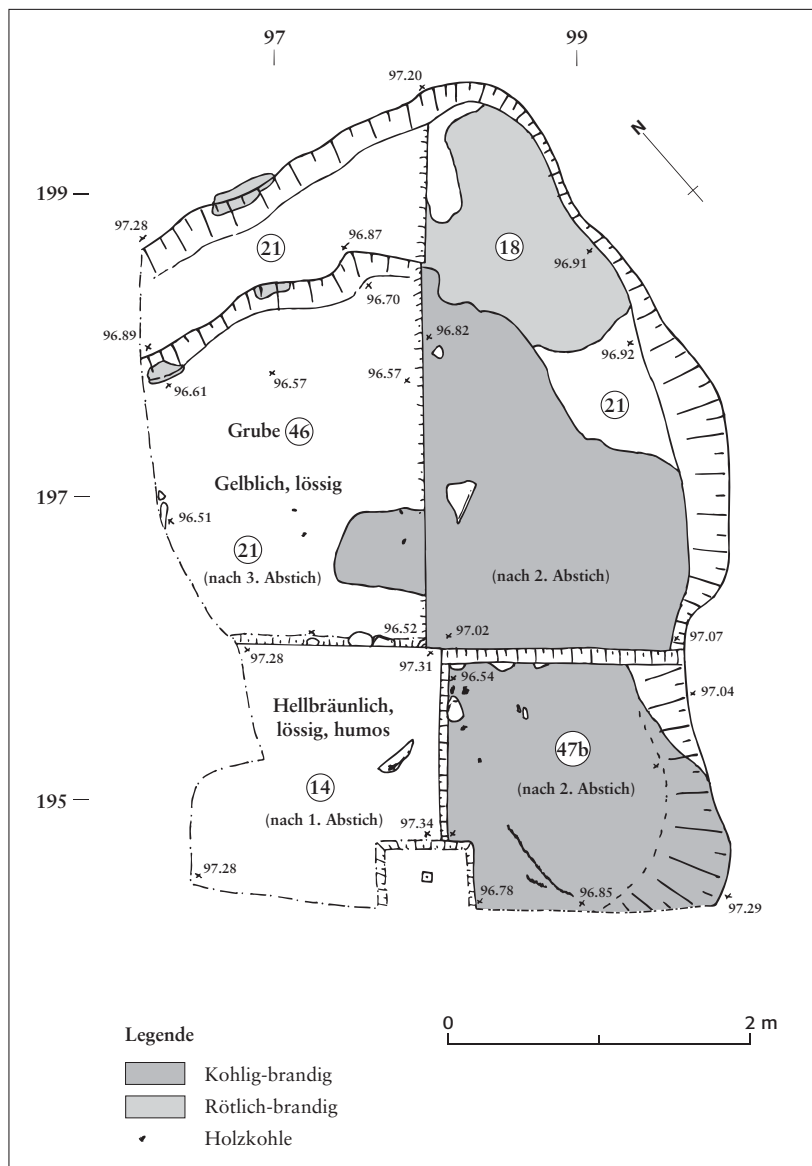 97 99
97.20
N
199
97.28
21
96.87
18
96.91
96.70
96.89
96.82
96.92
96.61
96.57
96.57
21
Grube 46
Gelblich, lössig
197
96.51
21
(nach 3. Abstich)
(nach 2. Abstich)
96.52
97.02
97.07
97.28
97.31
96.54
97.04
Hellbräunlich,
lössig, humos
47b
14
(nach 2. Abstich)
195
(nach 1. Abstich)
97.34
97.28
96.78
96.85
97.29
Legende
0 2 m
Kohlig-brandig
Rötlich-brandig
Holzkohle